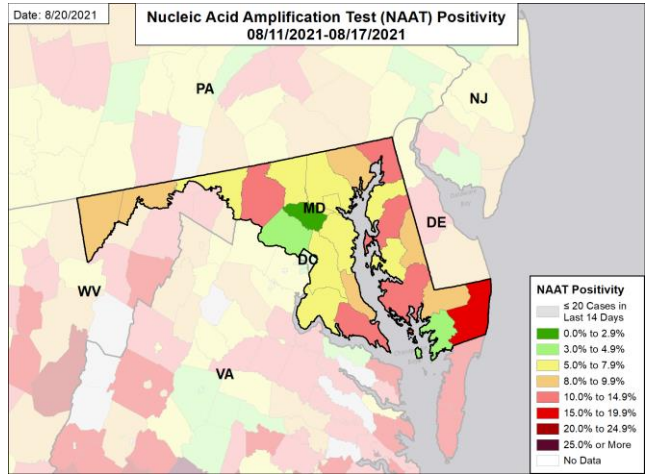 Date: 8/20/2021
Nucleic Acid Amplification Test (NAAT) Positivity
08/11/2021-08/17/2021
PA
NJ
MD
DE
DC
WV
VA
NAAT Positivity
≤ 20 Cases in
Last 14 Days
0.0% to 2.9%
3.0% to 4.9%
5.0% to 7.9%
8.0% to 9.9%
10.0% to 14.9%
15.0% to 19.9%
20.0% to 24.9%
25.0% or More
No Data